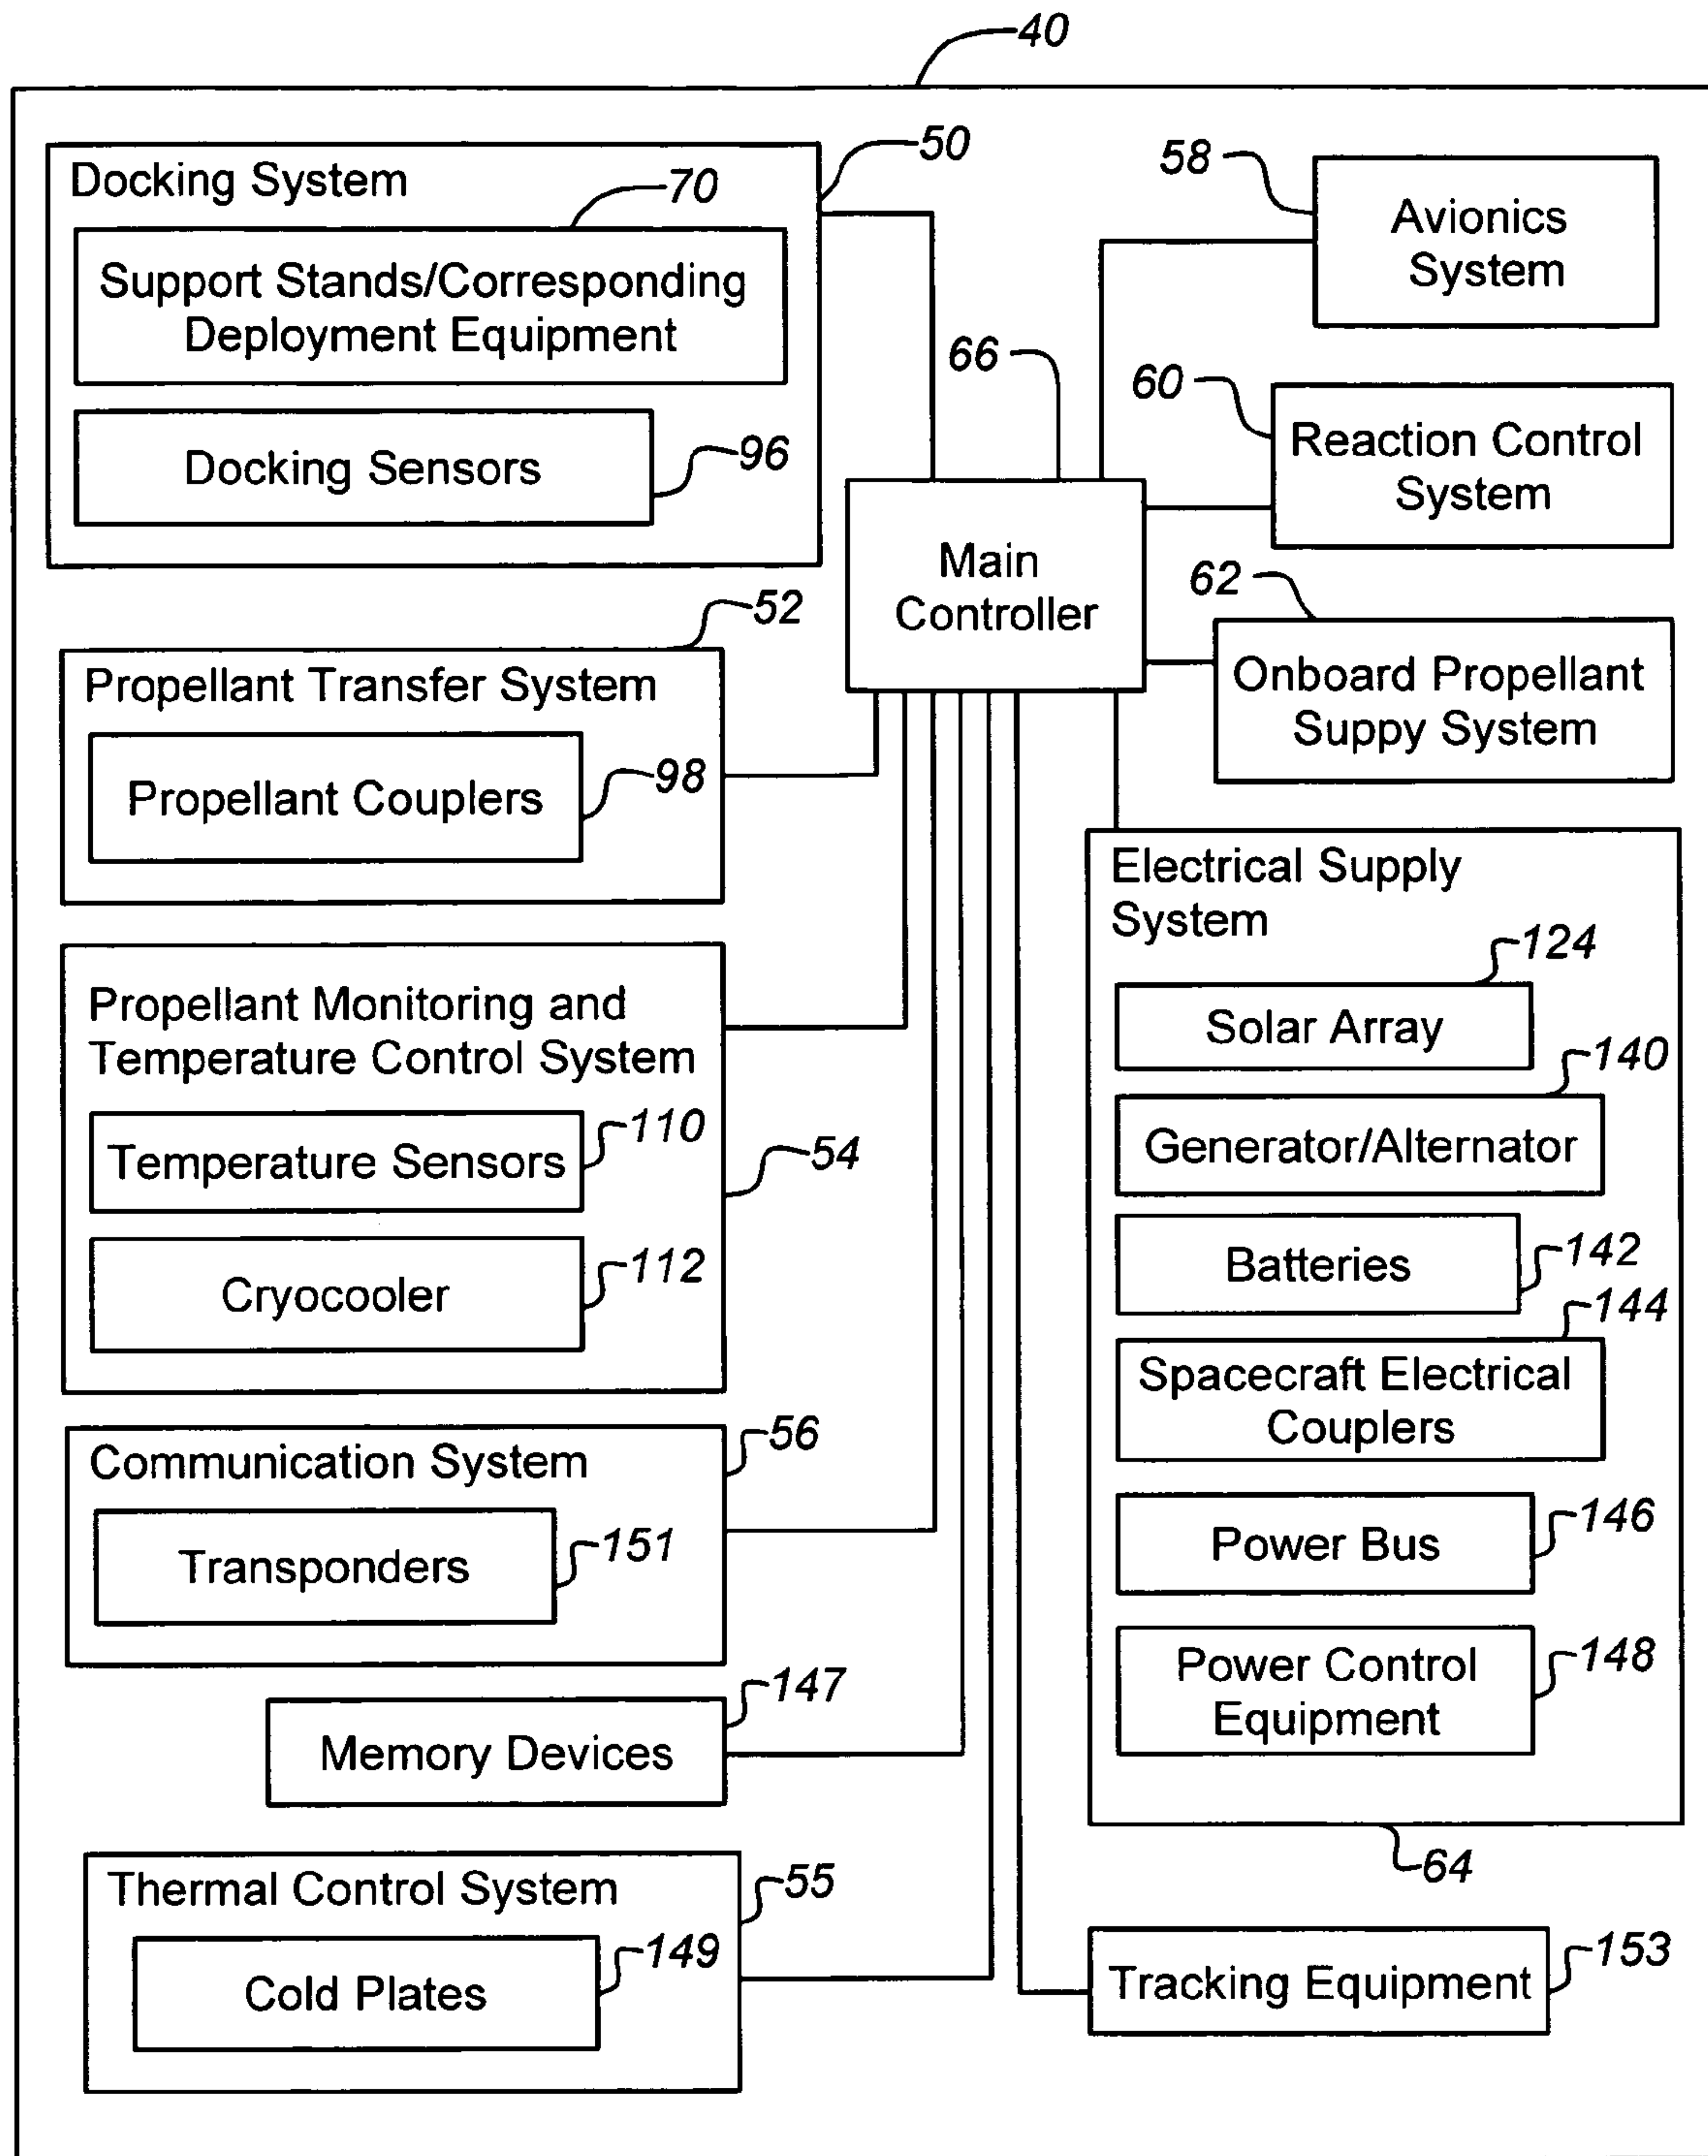 40
Docking System
50
70
Support Stands/Corresponding
Deployment Equipment
Docking Sensors
96
58
Avionics
System
66
60
Reaction Control
System
Main
Controller
62
Onboard Propellant
Suppy System
52
Propellant Transfer System
Propellant Couplers
98
Electrical Supply
System
124
Solar Array
140
Generator/Alternator
Batteries
142
144
Spacecraft Electrical
Couplers
Power Bus
146
Power Control
Equipment
148
64
Propellant Monitoring and
Temperature Control System
Temperature Sensors
110
54
Cryocooler
112
Communication System
56
Transponders
151
147
Memory Devices
Thermal Control System
55
Cold Plates
149
Tracking Equipment
153